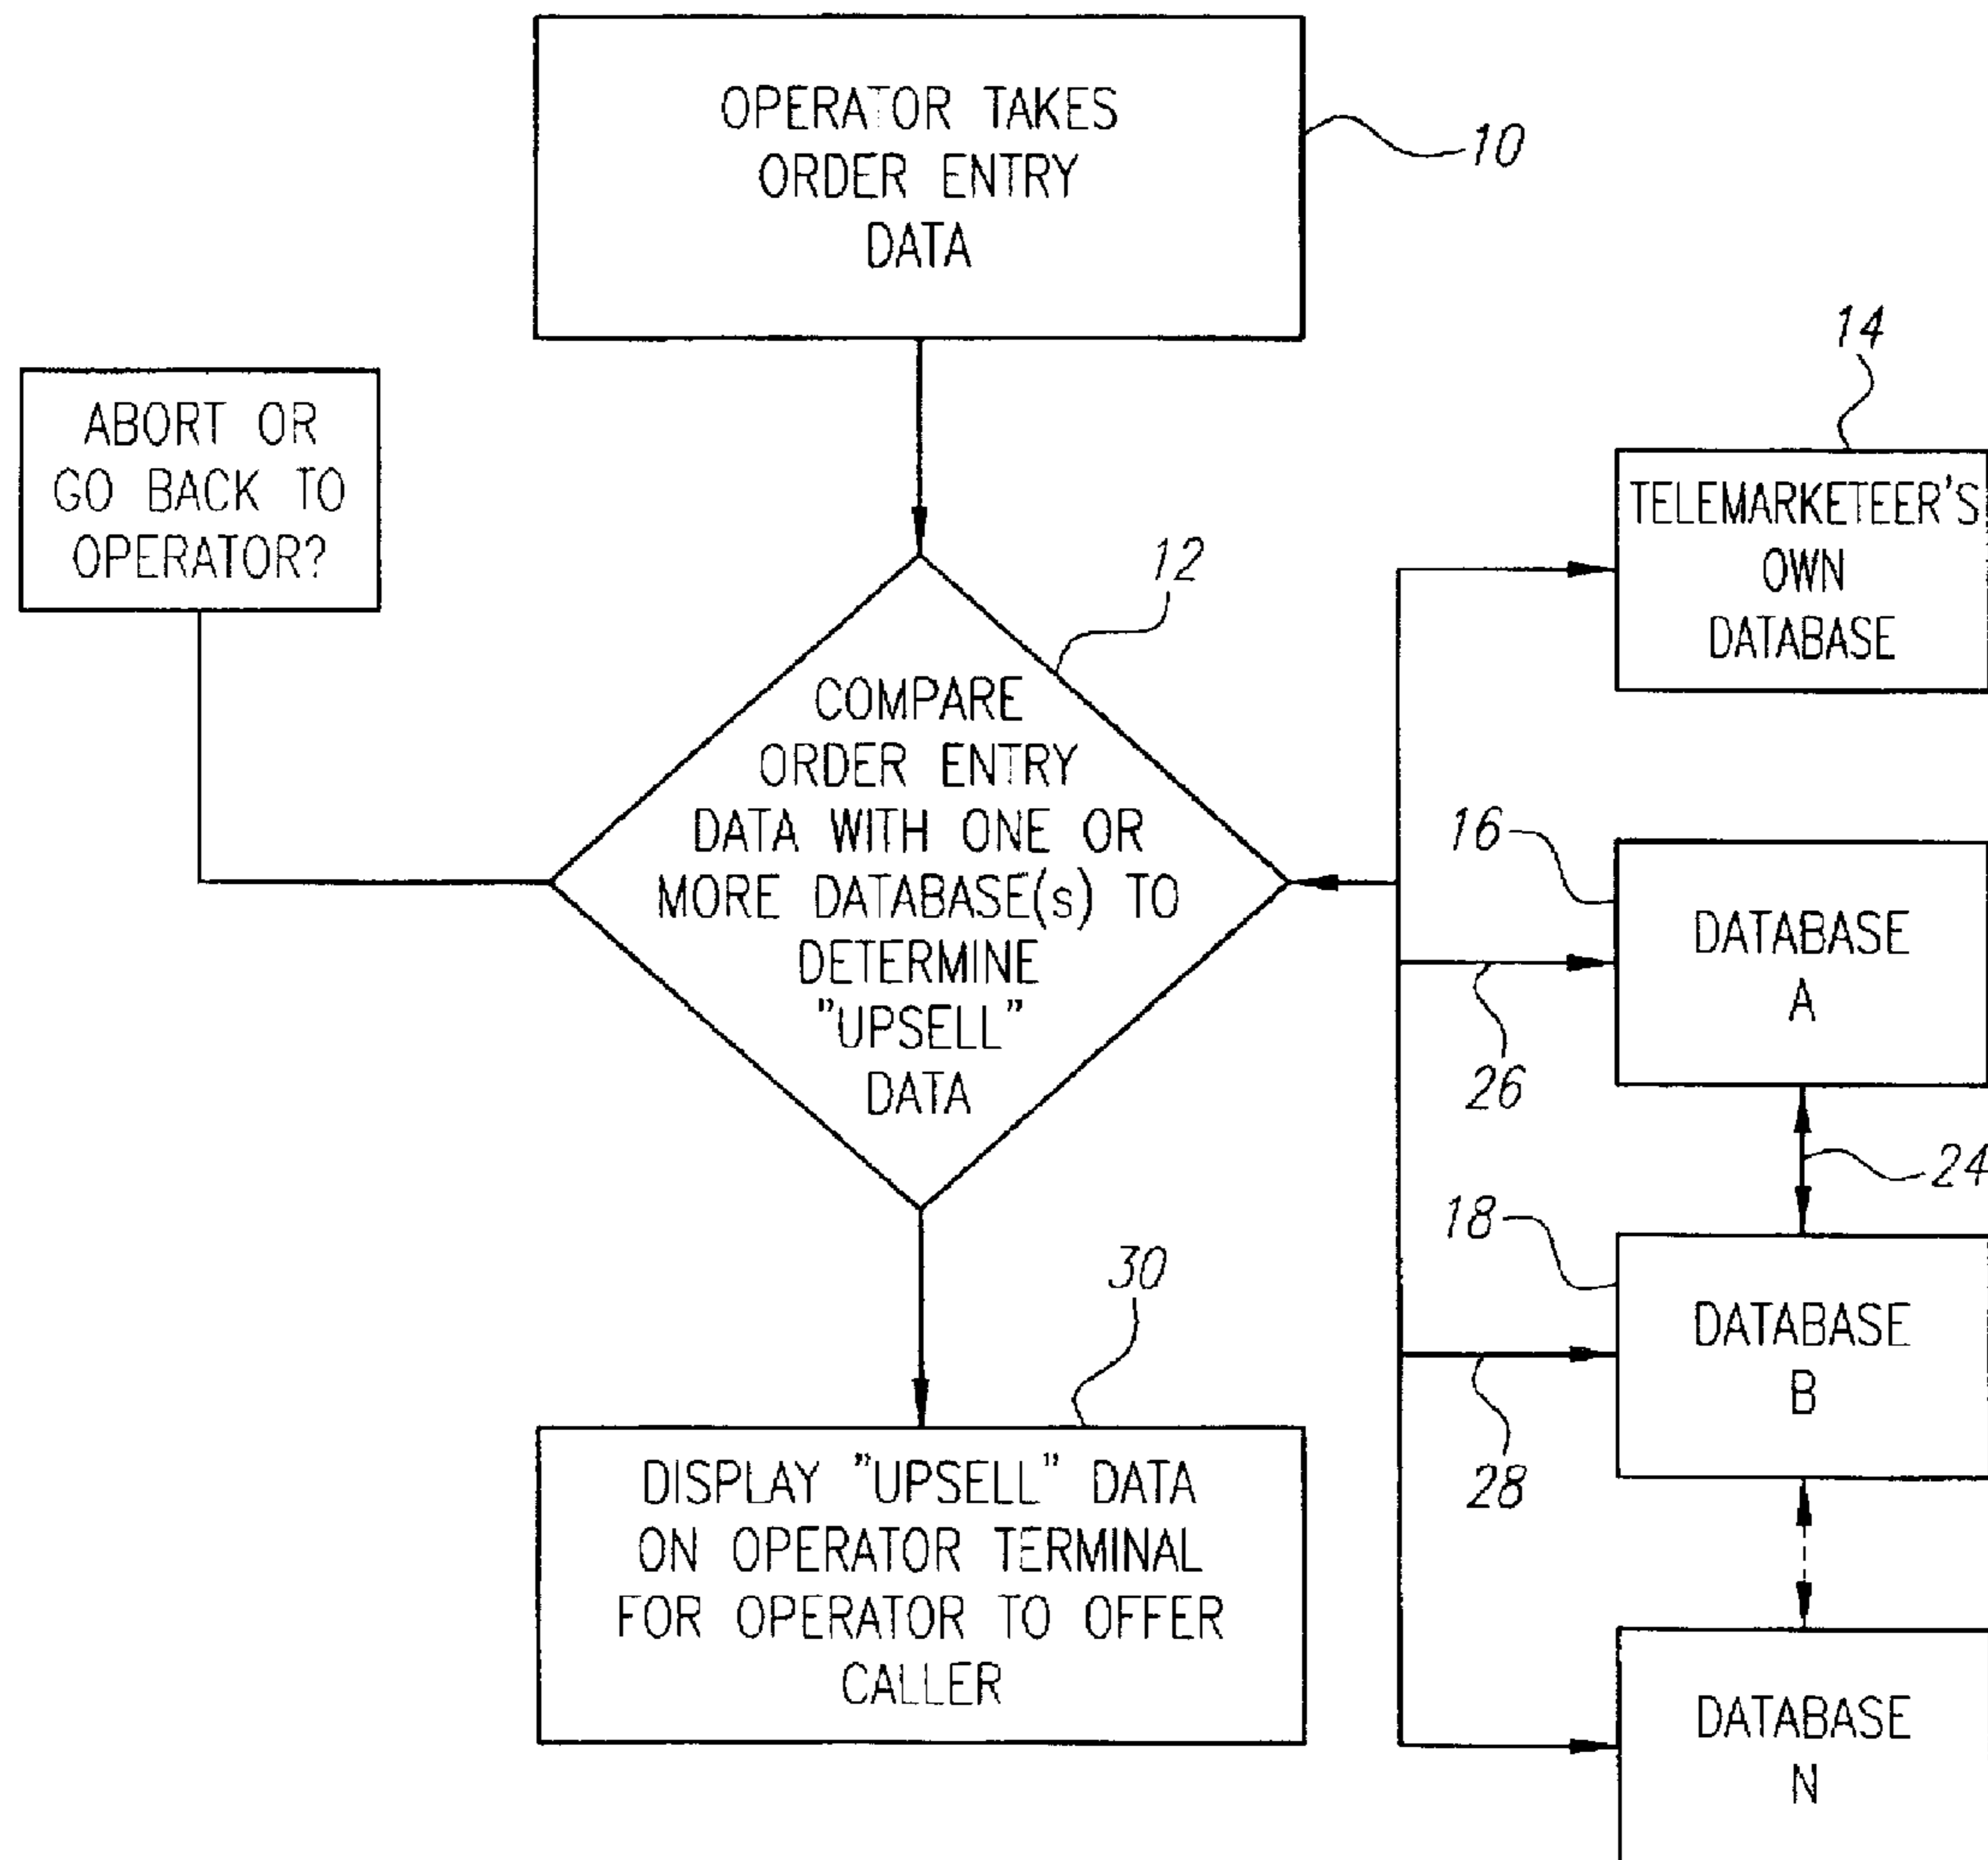 OPERATOR TAKES
ORDER ENTRY
DATA
10
ABORT OR
GO BACK TO
OPERATOR?
12
COMPARE
ORDER ENTRY
DATA WITH ONE OR
MORE DATABASE(s) TO
DETERMINE
"UPSELL"
DATA
14
TELEMARKETEER'S
OWN
DATABASE
16
DATABASE
A
26
24
18
DATABASE
B
28
30
DISPLAY "UPSELL" DATA
ON OPERATOR TERMINAL
FOR OPERATOR TO OFFER
CALLER
DATABASE
N